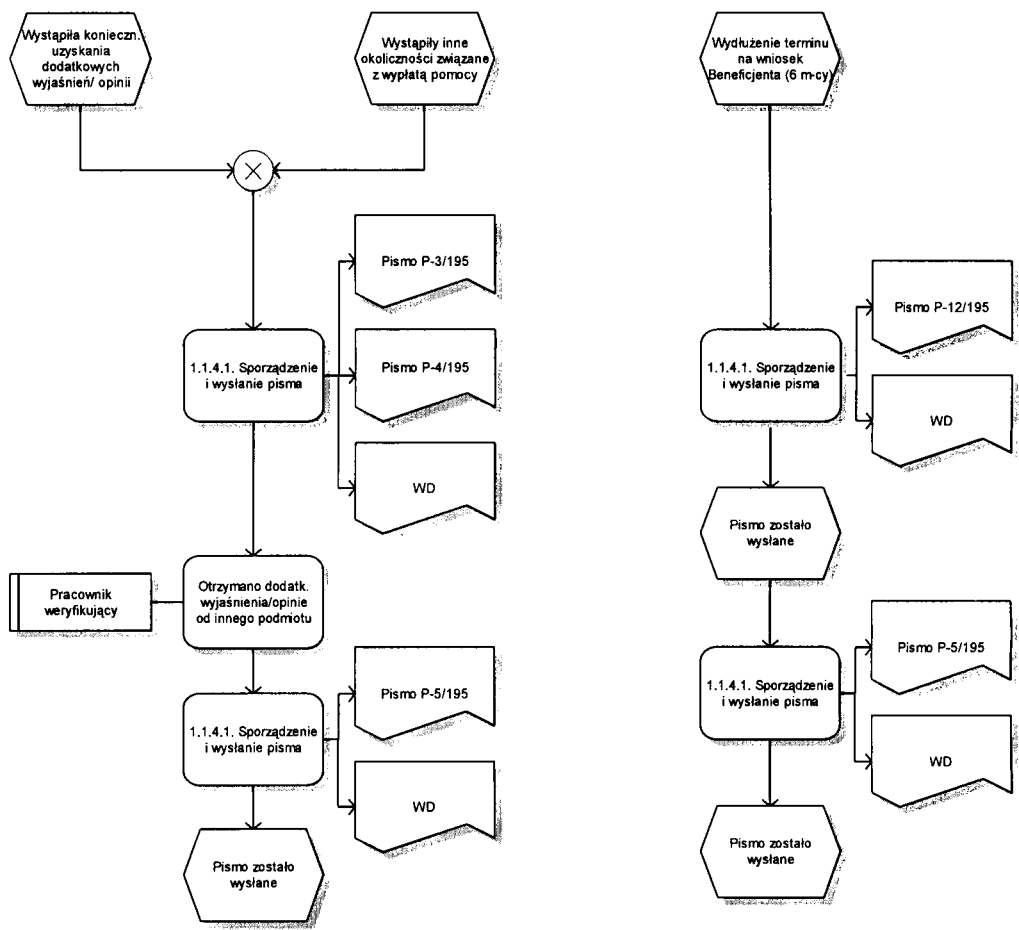 Wystąpiła konieczn.
uzyskania
dodatkowych
wyjaśnień/ opinii
Wystąpiły inne
okoliczności związane
z wypłatą pomocy
Wydłużenie terminu
na wniosek
Beneficjenta (6 m-cy)
Pismo P-3/195
1.1.4.1. Sporządzenie
i wysłanie pisma
Pismo P-4/195
WD
Pismo P-12/195
1.1.4.1. Sporządzenie
i wysłanie pisma
WD
Pismo zostało
wysłane
Pracownik
weryfikujący
Otrzymano dodatk.
wyjaśnienia/opinie
od innego podmiotu
Pismo P-5/195
1.1.4.1. Sporządzenie
i wysłanie pisma
WD
Pismo zostało
wysłane
Pismo P-5/195
1.1.4.1. Sporządzenie
i wysłanie pisma
WD
Pismo zostało
wysłane